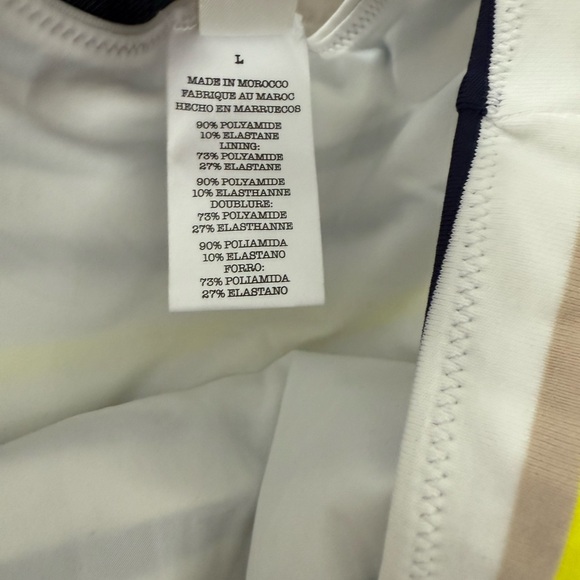 L
MADE IN MOROCCO
FABRIQUE AU MAROC
HECHO EN MARRUECOS
90% POLYAMIDE
10% ELASTANE
LINING:
73% POLYAMIDE
27% ELASTANE
90% POLYAMIDE
10% ELASTHANNE
DOUBLURE:
73% POLYAMIDE
27% ELASTHANNE
90% POLIAMIDA
10% ELASTANO
FORRO:
73% POLIAMIDA
27% ELASTANO